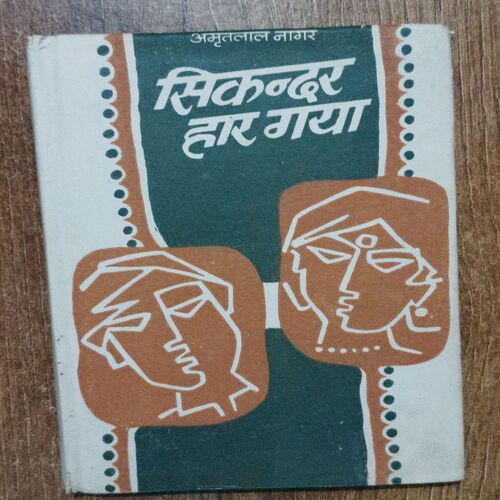 अमृतलाल नागर
सिकन्दर
हार गया